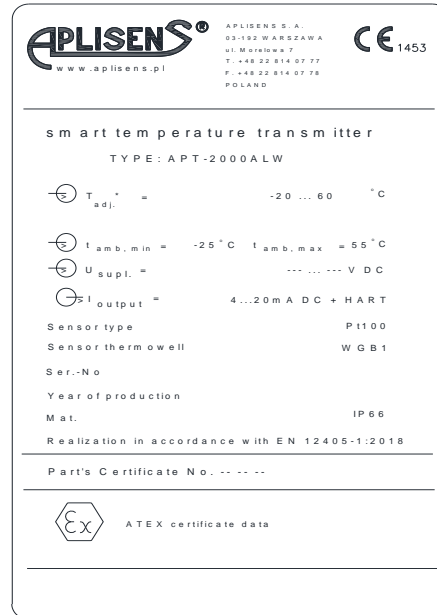 APLISENS®
www.aplisens.pl
APLISENS S.A.
03-192 WARSZAWA
ul. Morelowa 7
T. +48 22 814 07 77
F. +48 22 814 07 78
POLAND
CE 1453
smart temperature transmitter
TYPE: APT-2000ALW
T adj. * = -20 ... 60 °C
t amb, min = -25°C t amb, max = 55°C
U supl. = --- ... --- V DC
I output = 4...20mA DC + HART
Sensor type Pt100
Sensor thermowell WGB1
Ser.-No
Year of production
Mat. IP66
Realization in accordance with EN 12405-1:2018
Part's Certificate No. -- -- --
Ex ATEX certificate data